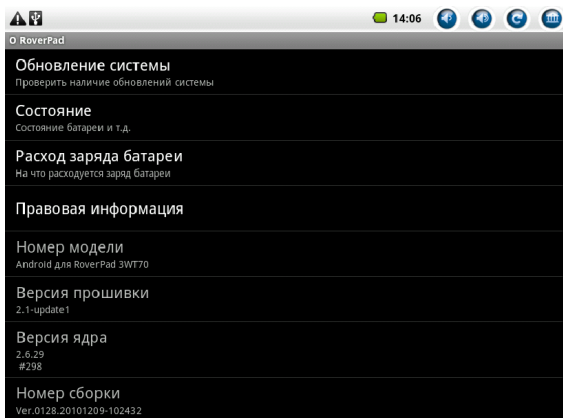 14:06
О RoverPad
Обновление системы
Проверить наличие обновлений системы
Состояние
Состояние батареи и т.д.
Расход заряда батареи
На что расходуется заряд батареи
Правовая информация
Номер модели
Android для RoverPad 3WT70
Версия прошивки
2.1-update1
Версия ядра
2.6.29
#298
Номер сборки
Ver.0128.20101209-102432